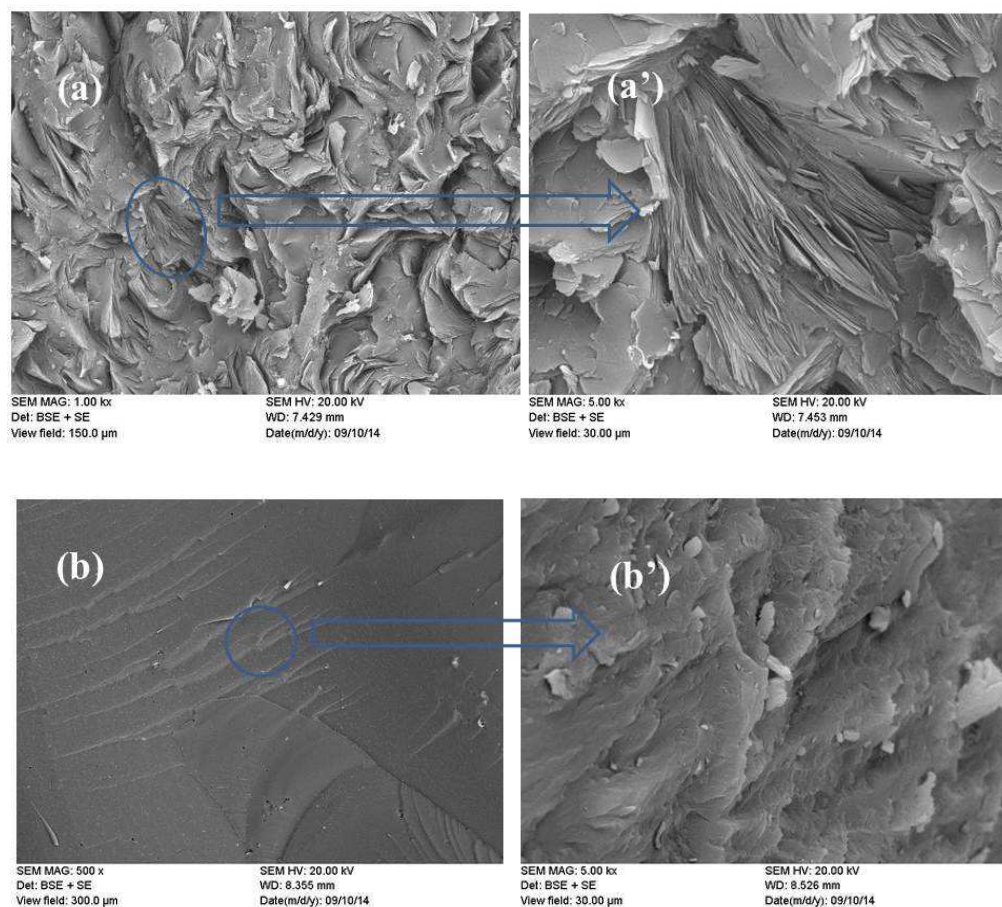 (a)
(a’)
SEM MAG: 1.00 kx SEM HV: 20.00 kV
Det: BSE + SE WD: 7.429 mm
View field: 150.0 µm Date(m/d/y): 09/10/14
SEM MAG: 5.00 kx SEM HV: 20.00 kV
Det: BSE + SE WD: 7.453 mm
View field: 30.00 µm Date(m/d/y): 09/10/14
(b)
(b’)
SEM MAG: 500 x SEM HV: 20.00 kV
Det: BSE + SE WD: 8.355 mm
View field: 300.0 µm Date(m/d/y): 09/10/14
SEM MAG: 5.00 kx SEM HV: 20.00 kV
Det: BSE + SE WD: 8.526 mm
View field: 30.00 µm Date(m/d/y): 09/10/14